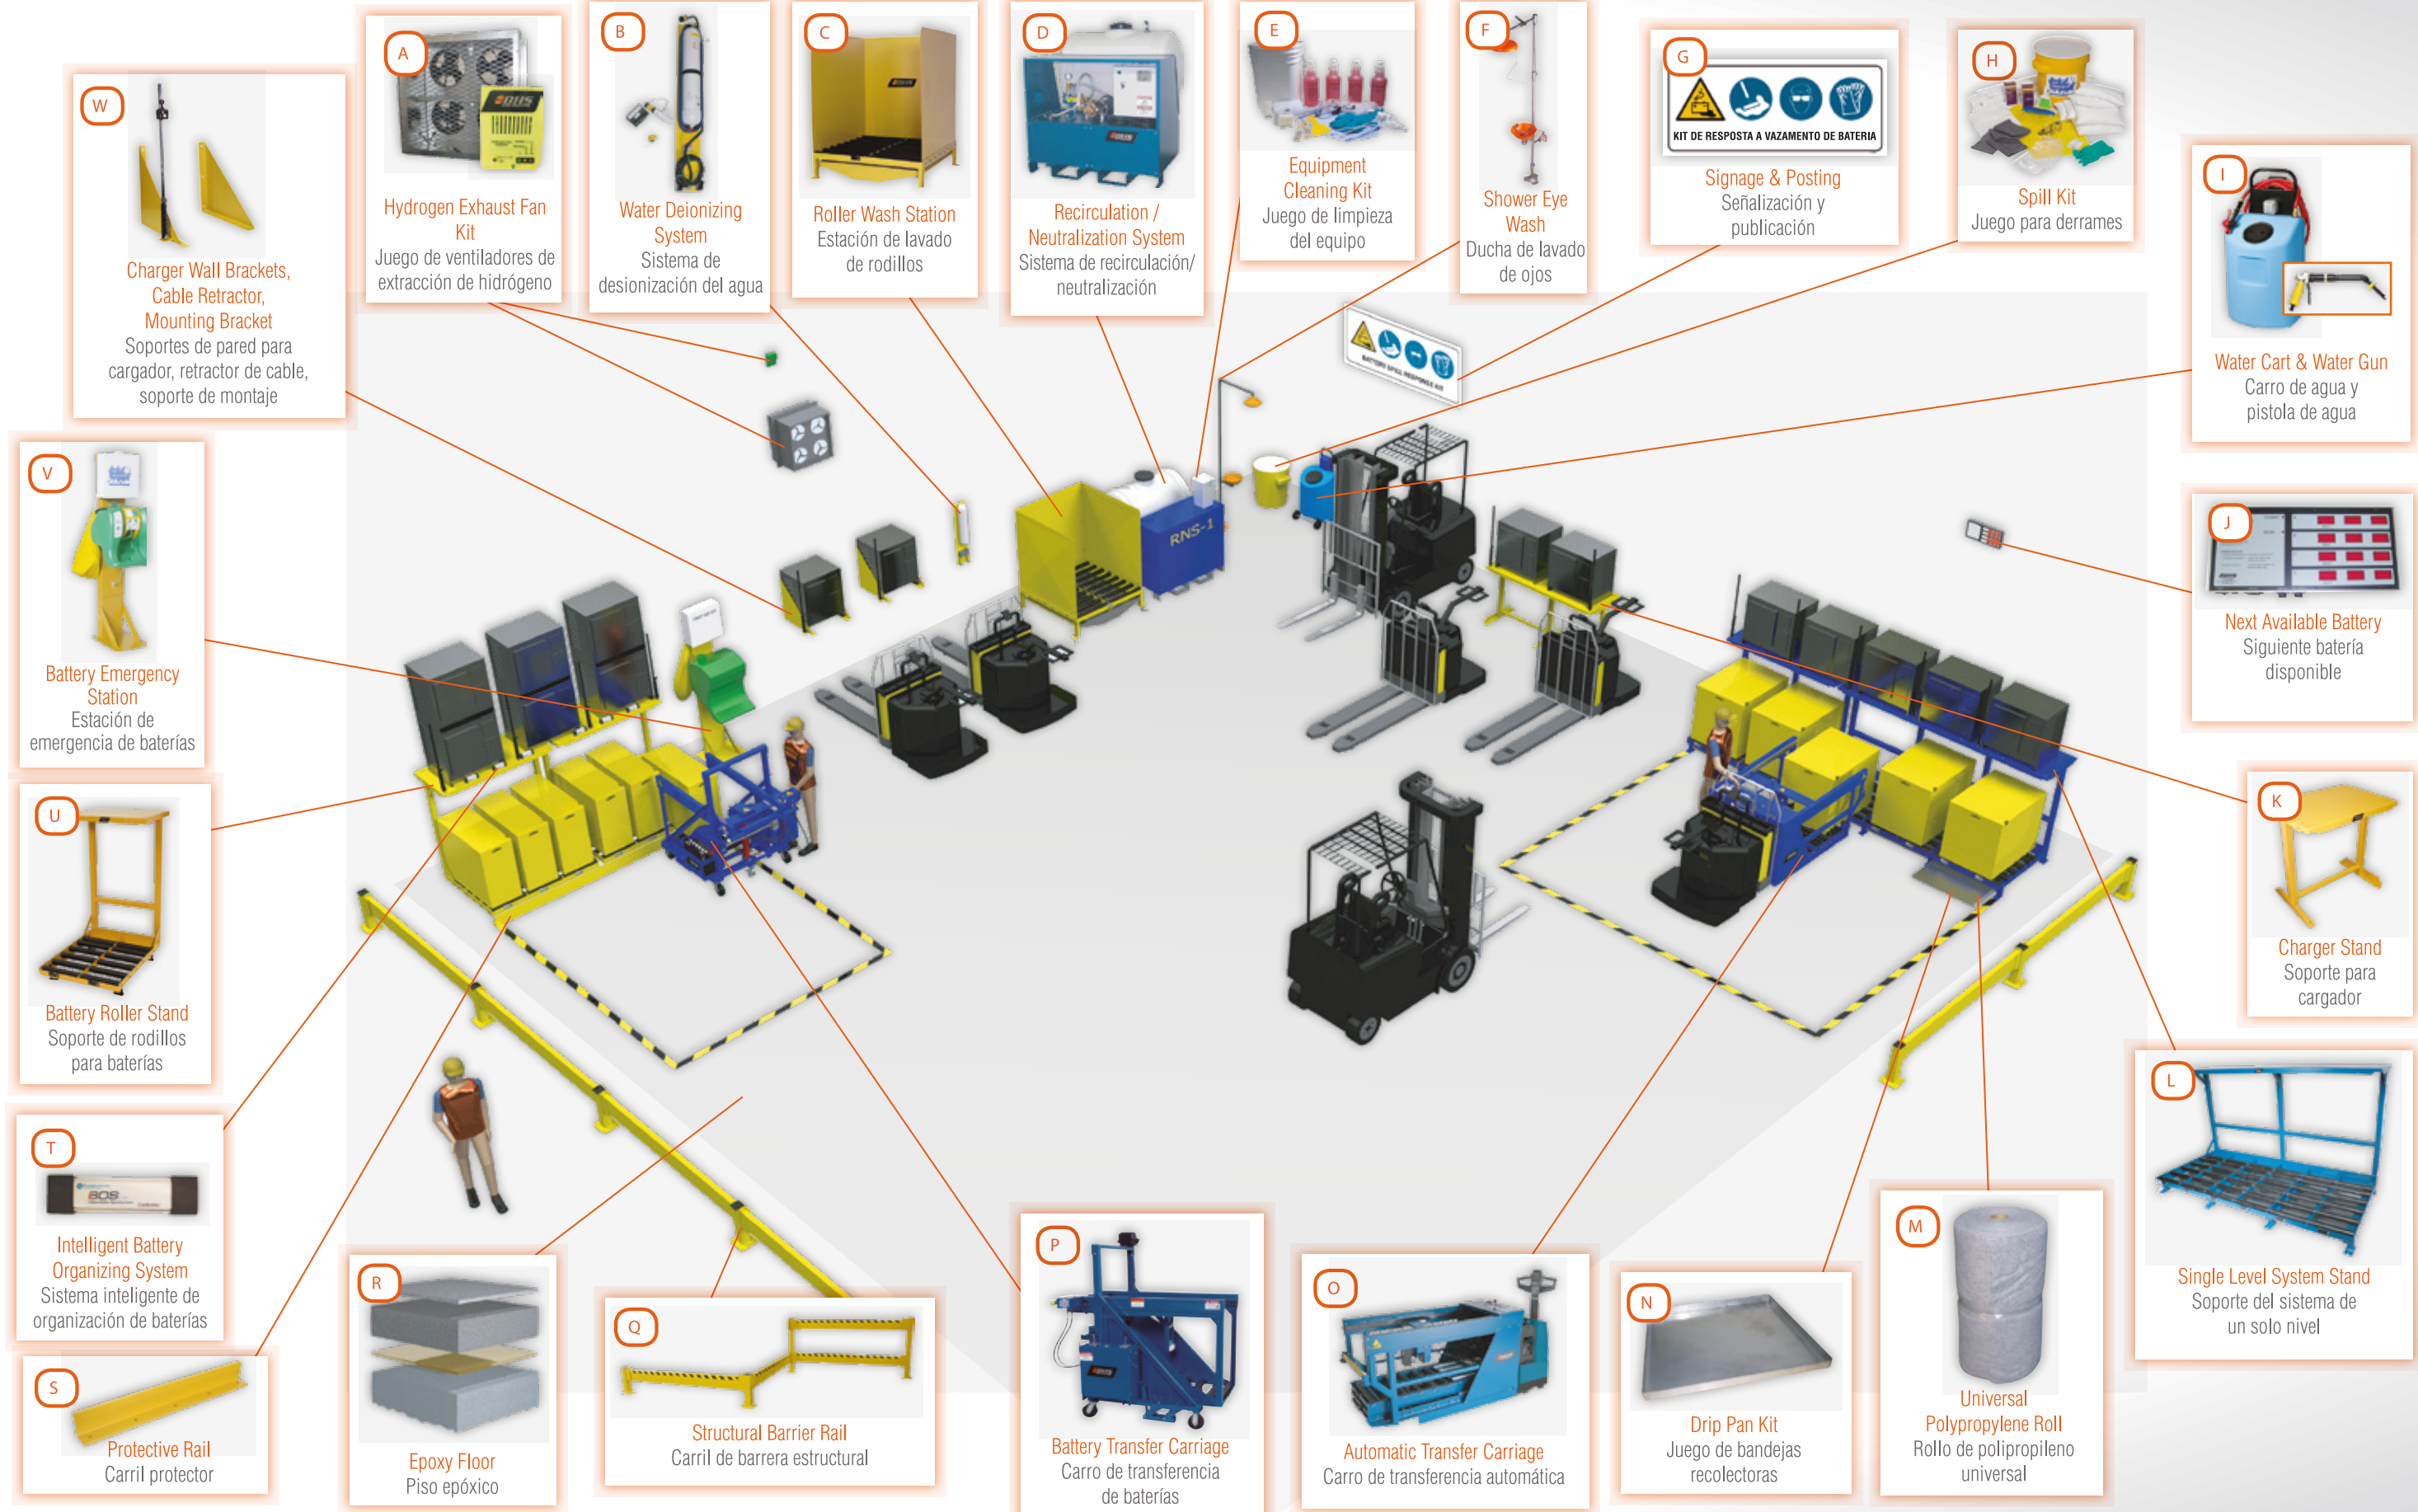 A
Hydrogen Exhaust Fan
Kit
Juego de ventiladores de
extracción de hidrógeno
B
Water Deionizing
System
Sistema de
desionización del agua
C
Roller Wash Station
Estación de lavado
de rodillos
D
Recirculation /
Neutralization System
Sistema de recirculación/
neutralización
E
Equipment
Cleaning Kit
Juego de limpieza
del equipo
F
Shower Eye
Wash
Ducha de lavado
de ojos
G
KIT DE RESPOSTA A VAZAMENTO DE BATERIA
Signage & Posting
Señalización y
publicación
H
Spill Kit
Juego para derrames
I
Water Cart & Water Gun
Carro de agua y
pistola de agua
J
Next Available Battery
Siguiente batería
disponible
K
Charger Stand
Soporte para
cargador
L
Single Level System Stand
Soporte del sistema de
un solo nivel
M
Universal
Polypropylene Roll
Rollo de polipropileno
universal
N
Drip Pan Kit
Juego de bandejas
recolectoras
O
Automatic Transfer Carriage
Carro de transferencia automática
P
Battery Transfer Carriage
Carro de transferencia
de baterías
Q
Structural Barrier Rail
Carril de barrera estructural
R
Epoxy Floor
Piso epóxico
S
Protective Rail
Carril protector
T
Intelligent Battery
Organizing System
Sistema inteligente de
organización de baterías
U
Battery Roller Stand
Soporte de rodillos
para baterías
V
Battery Emergency
Station
Estación de
emergencia de baterías
W
Charger Wall Brackets,
Cable Retractor,
Mounting Bracket
Soportes de pared para
cargador, retractor de cable,
soporte de montaje
BATTERY SPILL RESPONSE KIT
RNS-1